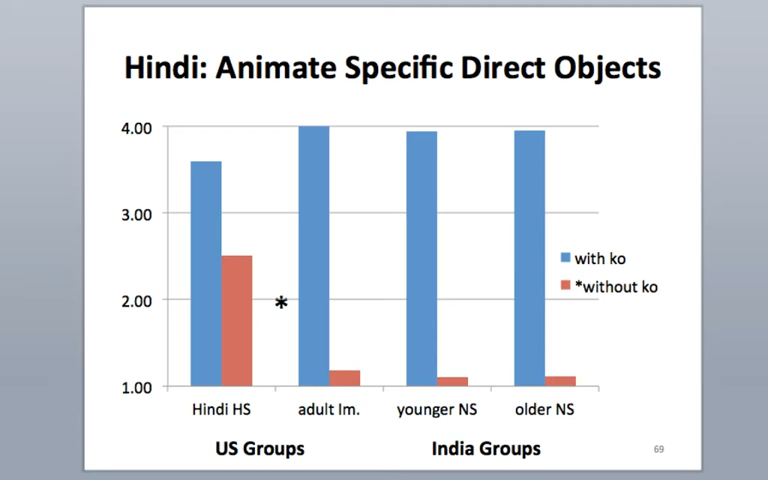 Hindi: Animate Specific Direct Objects
4.00
3.00
2.00
1.00
*
with ko
*without ko
Hindi HS adult Im. younger NS older NS
US Groups India Groups
69